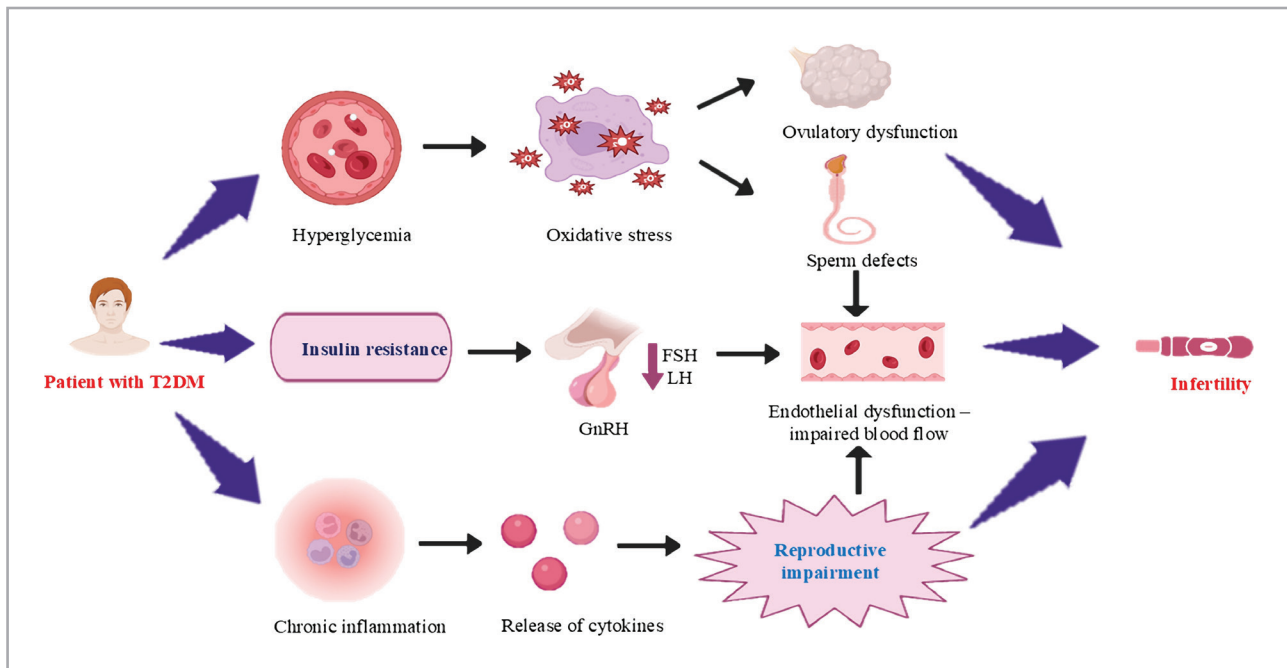 Ovulatory dysfunction
Hyperglycemia
Oxidative stress
Sperm defects
Patient with T2DM
Insulin resistance
FSH
LH
GnRH
Infertility
Endothelial dysfunction –
impaired blood flow
Chronic inflammation
Release of cytokines
Reproductive
impairment